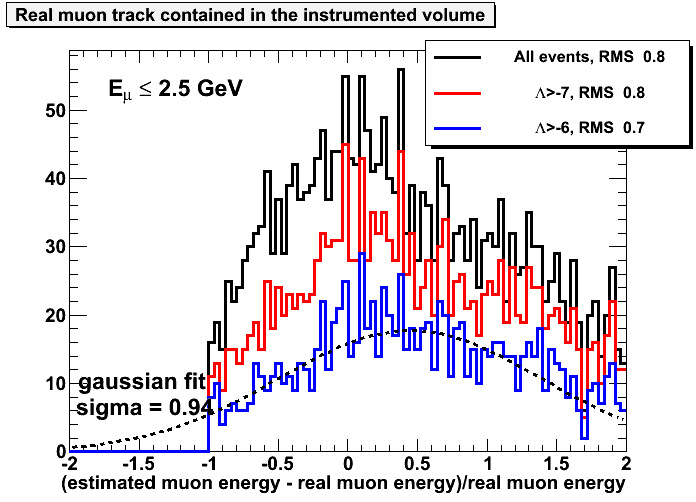 Real muon track contained in the instrumented volume
All events, RMS 0.8
Λ>-7, RMS 0.8
Λ>-6, RMS 0.7
Eμ ≤ 2.5 GeV
50
40
30
20
10
0
gaussian fit
sigma = 0.94
-2 -1.5 -1 -0.5 0 0.5 1 1.5 2
(estimated muon energy - real muon energy)/real muon energy